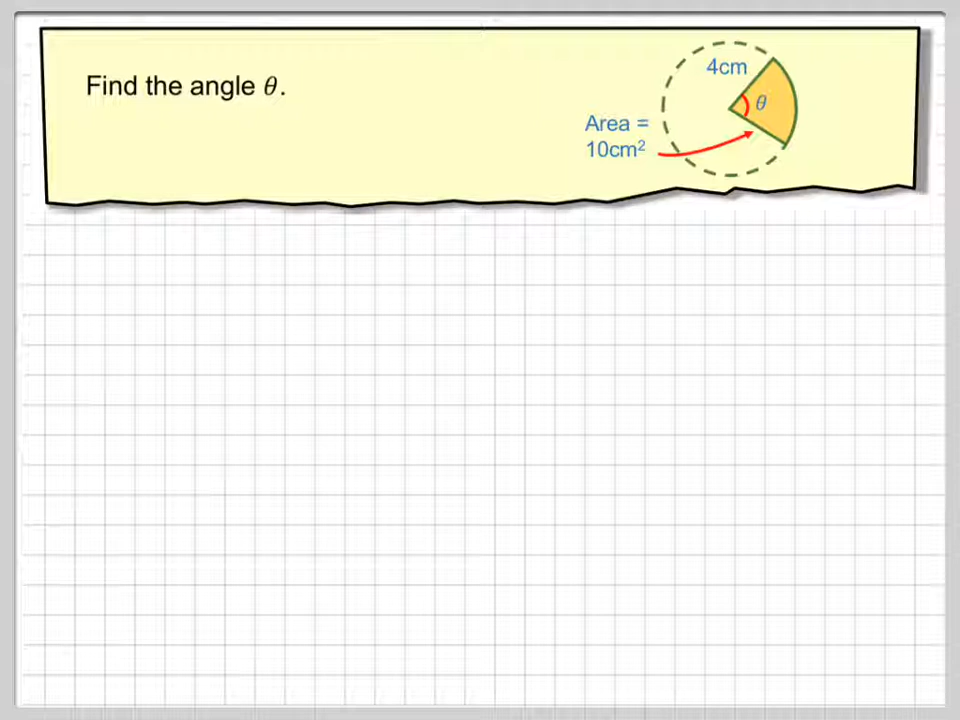 Find the angle θ.
4cm
θ
Area =
10cm²